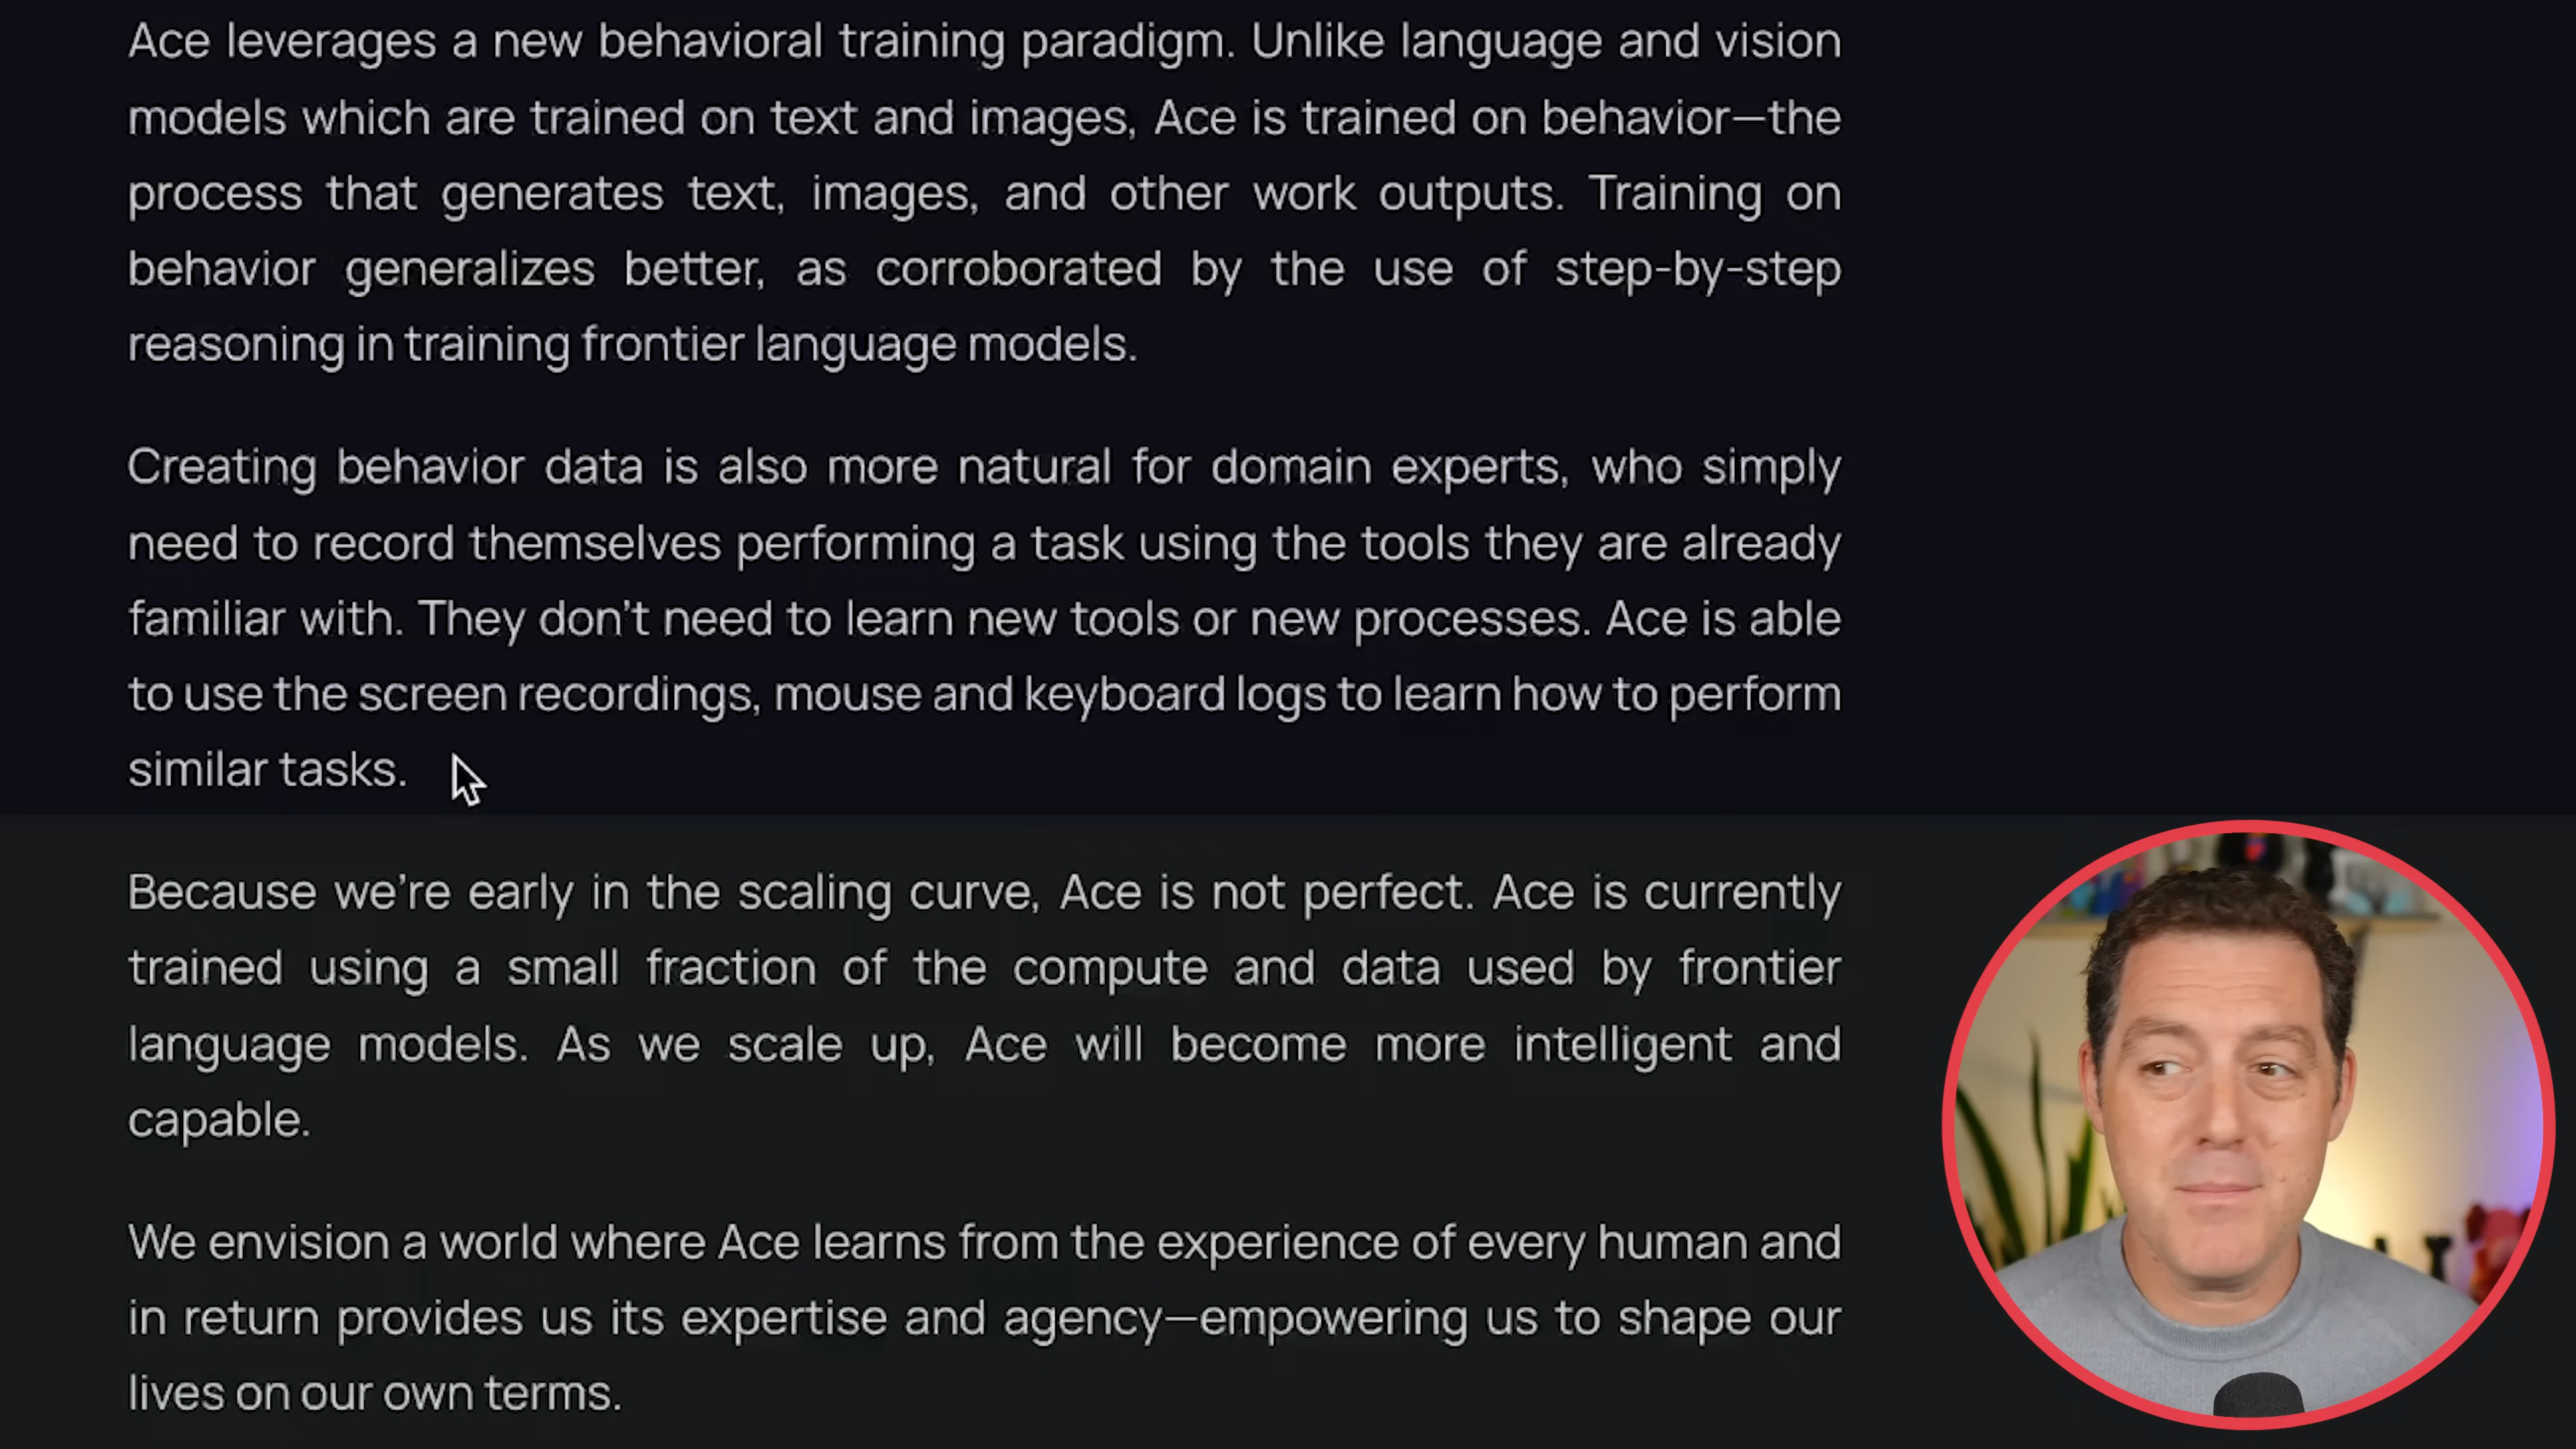 Ace leverages a new behavioral training paradigm. Unlike language and vision
models which are trained on text and images, Ace is trained on behavior—the
process that generates text, images, and other work outputs. Training on
behavior generalizes better, as corroborated by the use of step-by-step
reasoning in training frontier language models.
Creating behavior data is also more natural for domain experts, who simply
need to record themselves performing a task using the tools they are already
familiar with. They don’t need to learn new tools or new processes. Ace is able
to use the screen recordings, mouse and keyboard logs to learn how to perform
similar tasks.
Because we’re early in the scaling curve, Ace is not perfect. Ace is currently
trained using a small fraction of the compute and data used by frontier
language models. As we scale up, Ace will become more intelligent and
capable.
We envision a world where Ace learns from the experience of every human and
in return provides us its expertise and agency—empowering us to shape our
lives on our own terms.